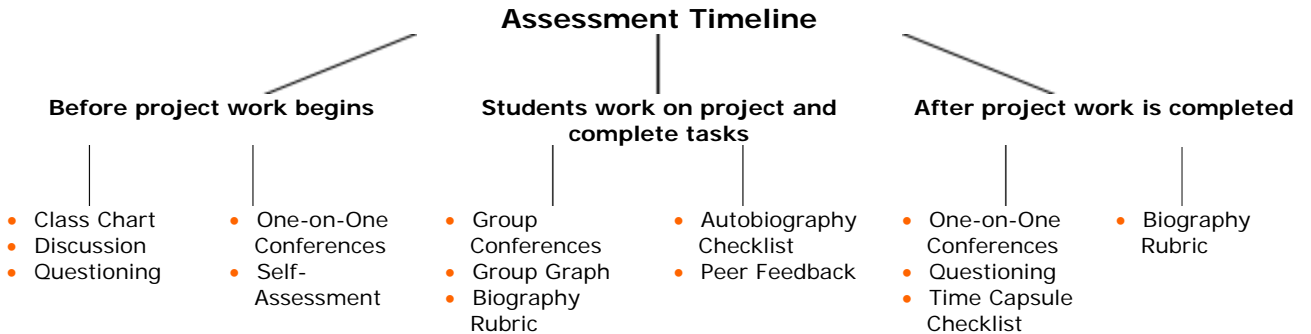 Assessment Timeline
Before project work begins
Students work on project and
complete tasks
After project work is completed
• Class Chart
• Discussion
• Questioning
• One-on-One
Conferences
• Self-
Assessment
• Group
Conferences
• Group Graph
• Biography
Rubric
• Autobiography
Checklist
• Peer Feedback
• One-on-One
Conferences
• Questioning
• Time Capsule
Checklist
• Biography
Rubric